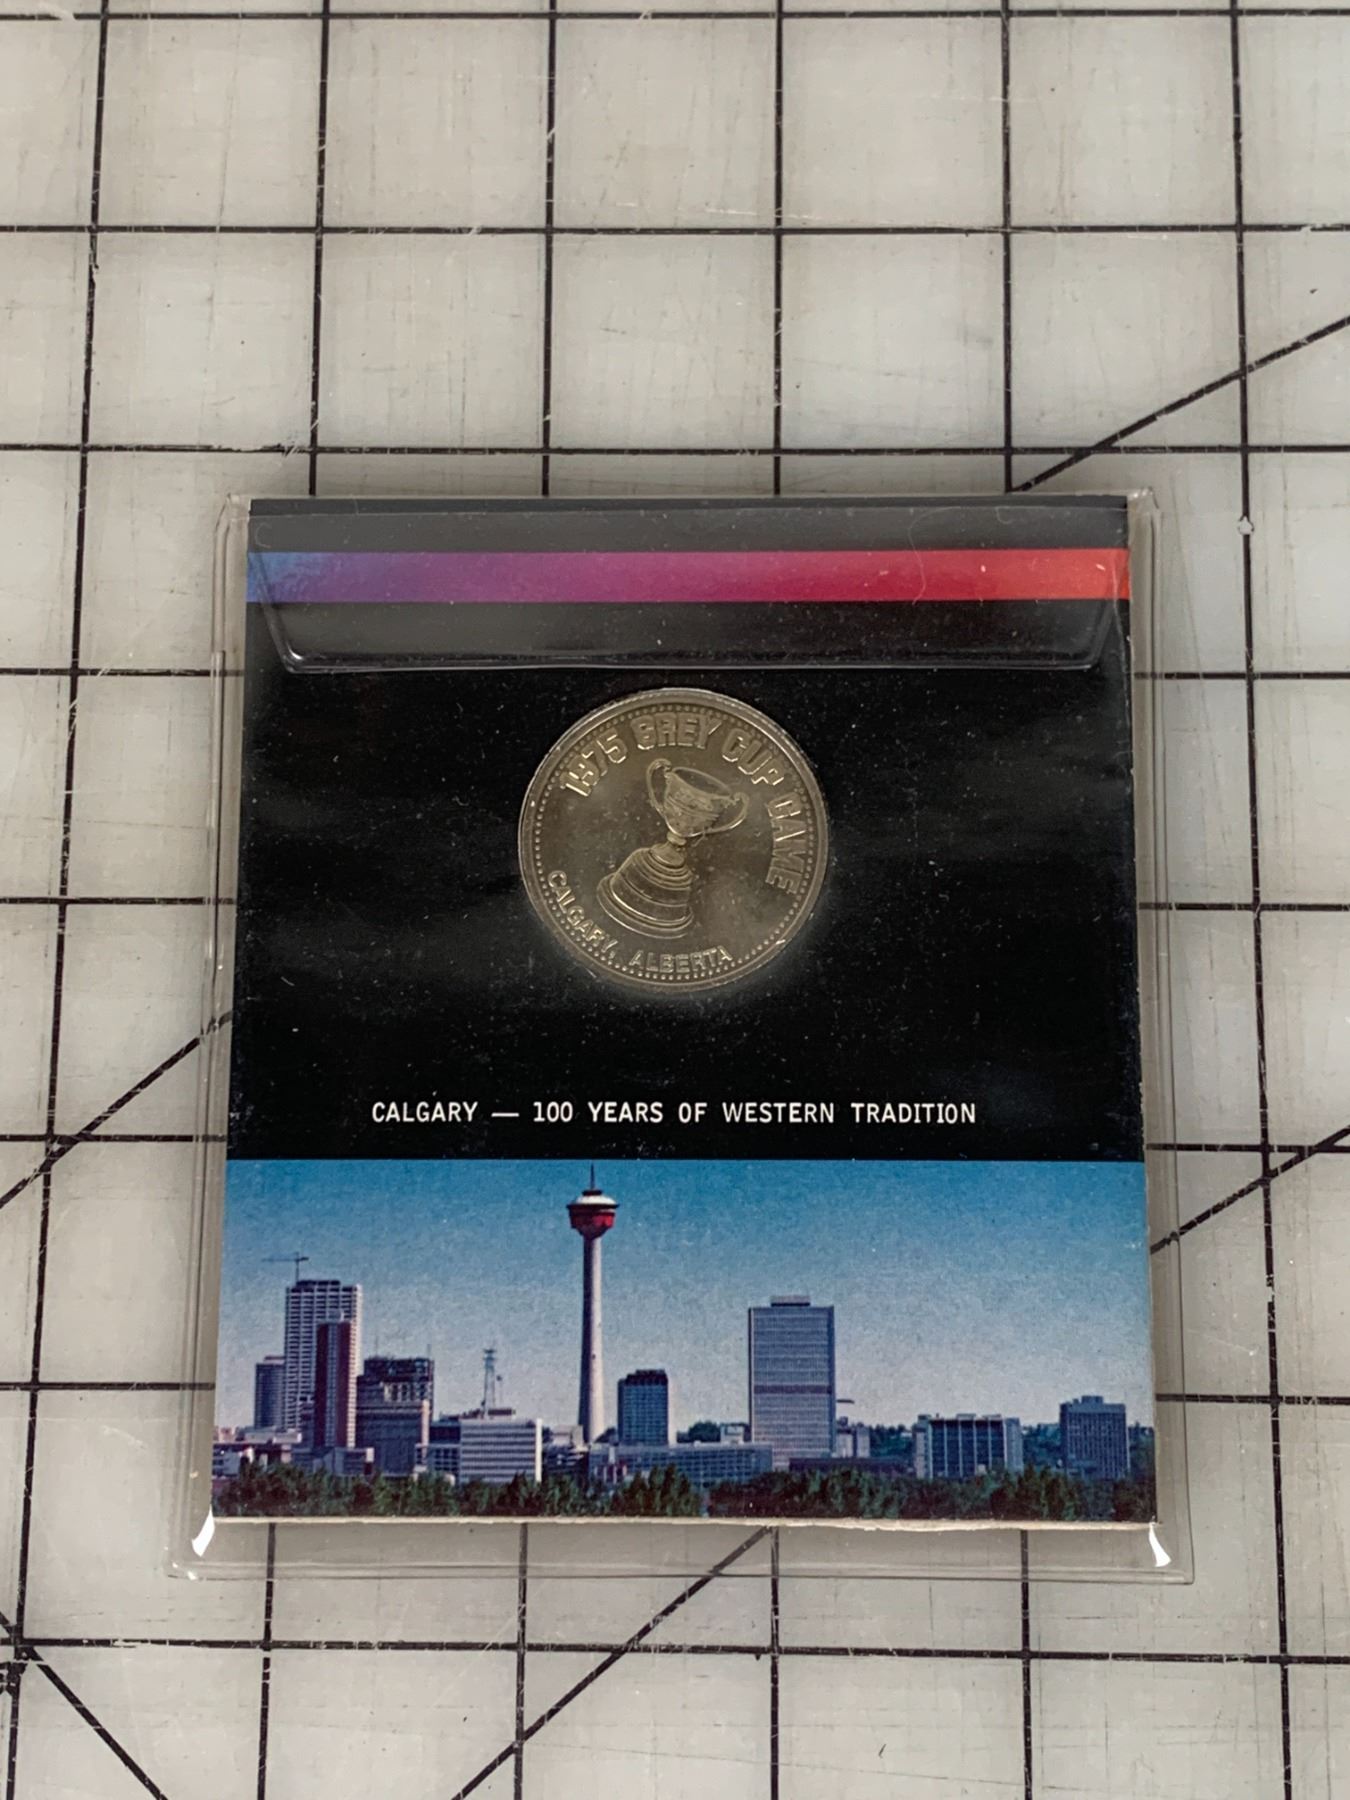 1975 GREY CUP GAME
CALGARY, ALBERTA
CALGARY — 100 YEARS OF WESTERN TRADITION